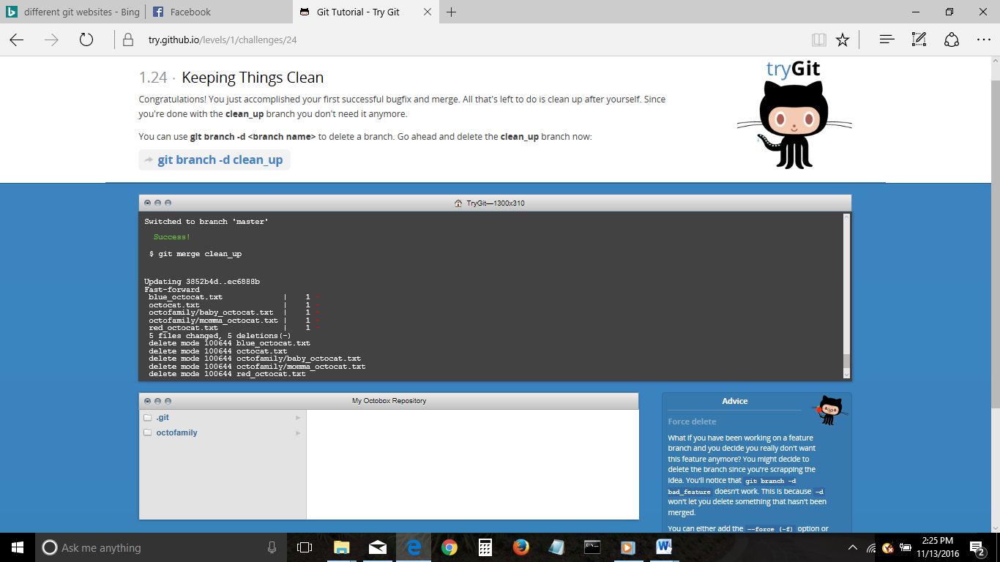 different git websites - Bing
Facebook
Git Tutorial - Try Git
try.github.io/levels/1/challenges/24
1.24 · Keeping Things Clean
tryGit
Congratulations! You just accomplished your first successful bugfix and merge. All that's left to do is clean up after yourself. Since
you're done with the clean_up branch you don't need it anymore.
You can use git branch -d <branch name> to delete a branch. Go ahead and delete the clean_up branch now:
git branch -d clean_up
TryGit—1300x310
Switched to branch 'master'
Success!
$ git merge clean_up
Updating 3852b4d..ec6888b
Fast-forward
blue_octocat.txt | 1 -
octocat.txt | 1 -
octofamily/baby_octocat.txt | 1 -
octofamily/momma_octocat.txt | 1 -
red_octocat.txt | 1 -
5 files changed, 5 deletions(-)
delete mode 100644 blue_octocat.txt
delete mode 100644 octocat.txt
delete mode 100644 octofamily/baby_octocat.txt
delete mode 100644 octofamily/momma_octocat.txt
delete mode 100644 red_octocat.txt
My Octobox Repository
.git
octofamily
Advice
Force delete
What if you have been working on a feature
branch and you decide you really don't want
this feature anymore? You might decide to
delete the branch since you're scrapping the
idea. You'll notice that git branch -d
bad_feature doesn't work. This is because -d
won't let you delete something that hasn't been
merged.
You can either add the --force (-f) option or
Ask me anything
2:25 PM
11/13/2016
2